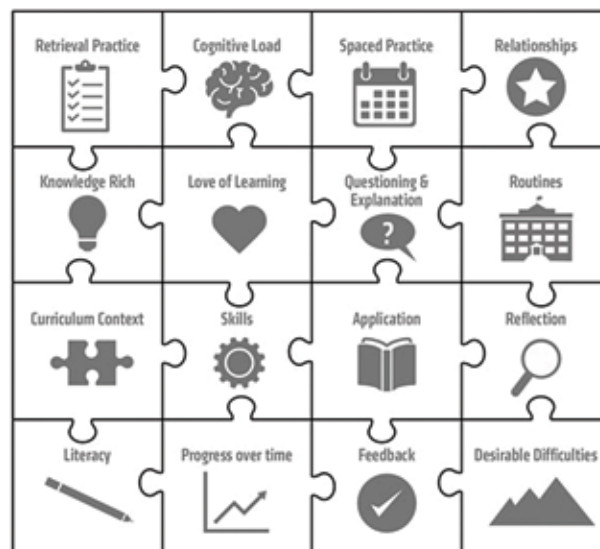 Retrieval Practice
Cognitive Load
Spaced Practice
Relationships
Knowledge Rich
Love of Learning
Questioning &
Explanation
?
Routines
Curriculum Context
Skills
Application
Reflection
Literacy
Progress over time
Feedback
Desirable Difficulties